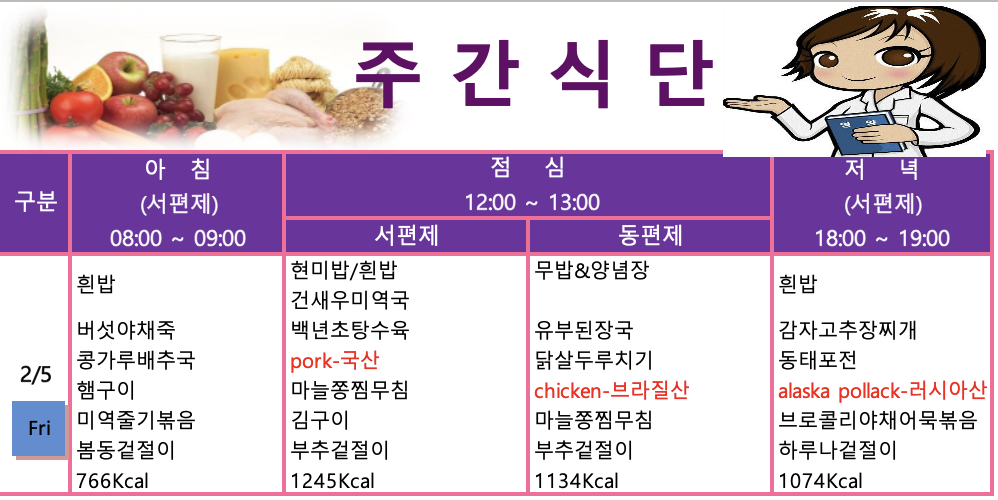 주간식단
영양
구분
아 침
(서편제)
08:00 ~ 09:00
점 심
12:00 ~ 13:00
서편제
동편제
저 녁
(서편제)
18:00 ~ 19:00
2/5
Fri
흰밥
버섯야채죽
콩가루배추국
햄구이
미역줄기볶음
봄동겉절이
766Kcal
현미밥/흰밥
건새우미역국
백년초탕수육
pork-국산
마늘쫑찜무침
김구이
부추겉절이
1245Kcal
무밥&양념장
유부된장국
닭살두루치기
chicken-브라질산
마늘쫑찜무침
부추겉절이
1134Kcal
흰밥
감자고추장찌개
동태포전
alaska pollack-러시아산
브로콜리야채어묵볶음
하루나겉절이
1074Kcal